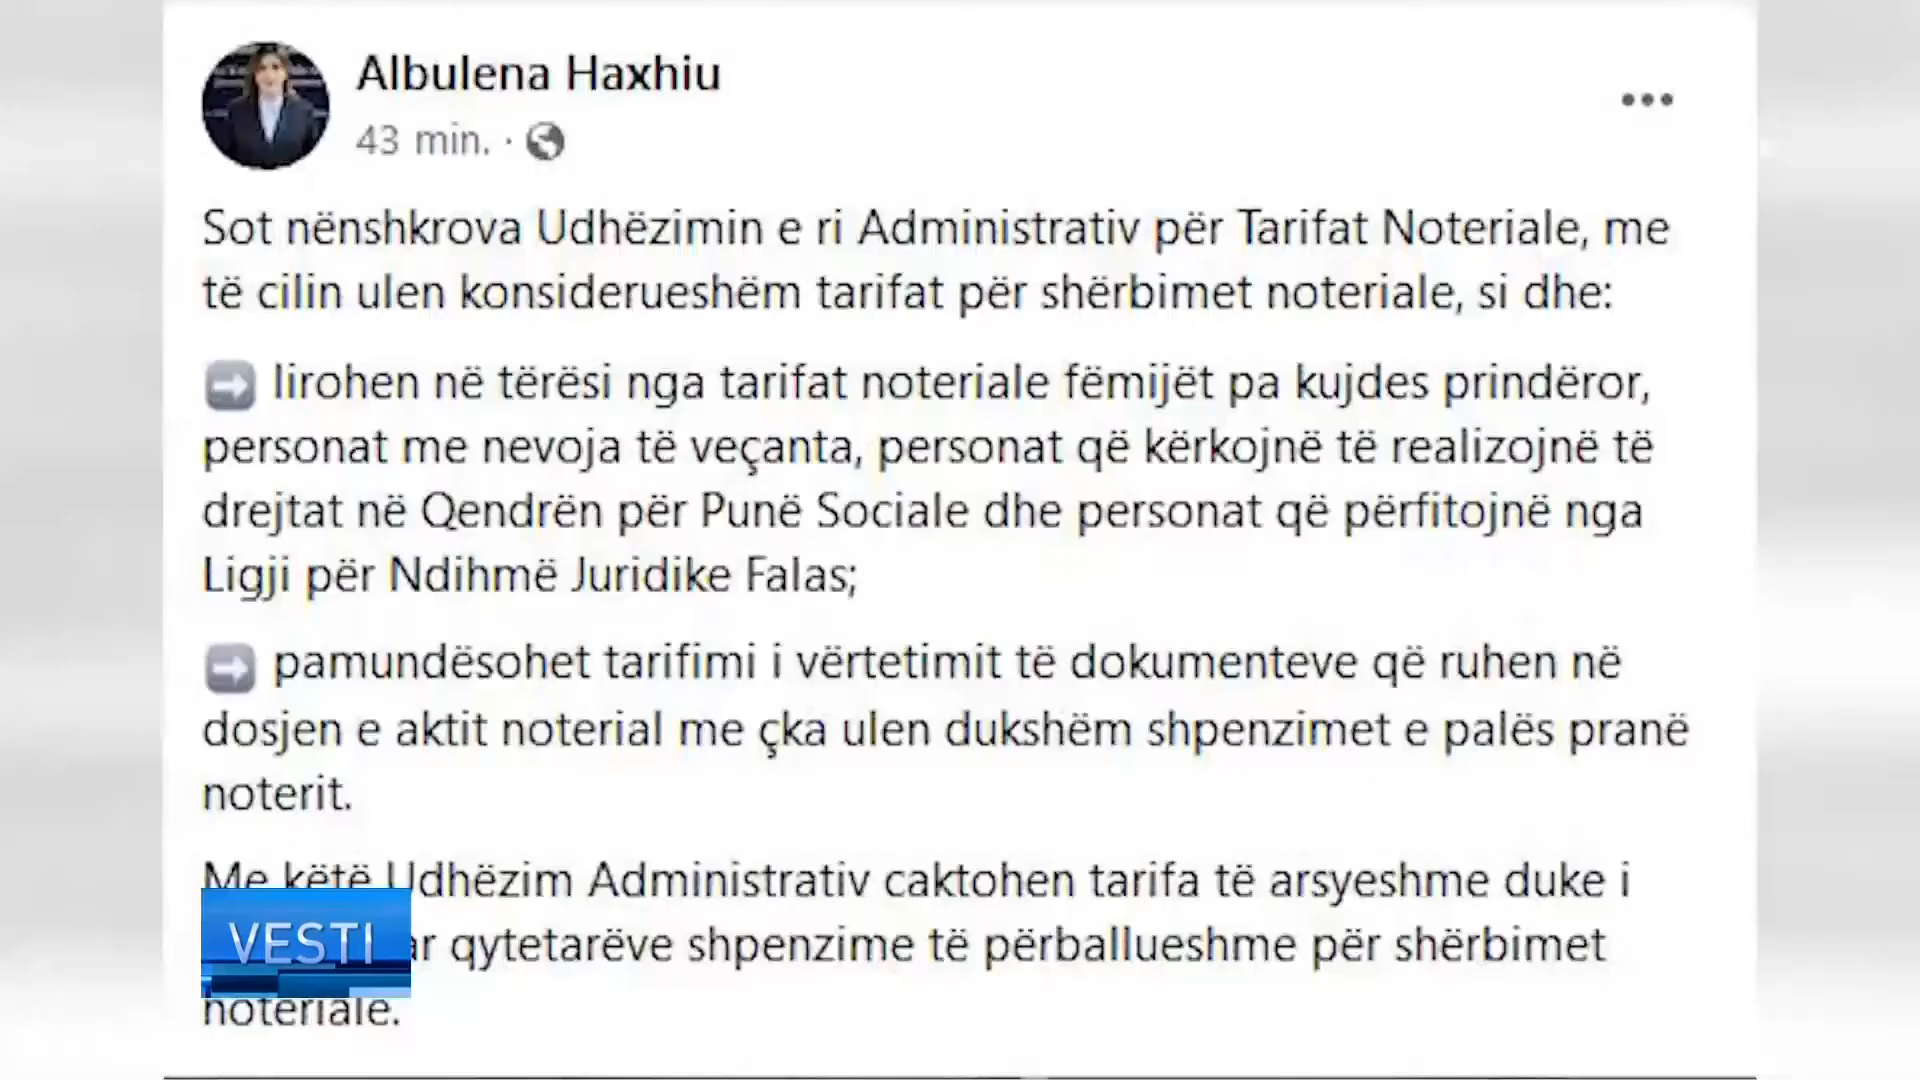 Albulena Haxhiu
43 min. ·
Sot nënshkrova Udhëzimin e ri Administrativ për Tarifat Noteriale, me
të cilin ulen konsiderueshëm tarifat për shërbimet noteriale, si dhe:
lirohen në tërësi nga tarifat noteriale fëmijët pa kujdes prindëror,
personat me nevoja të veçanta, personat që kërkojnë të realizojnë të
drejtat në Qendrën për Punë Sociale dhe personat që përfitojnë nga
Ligji për Ndihmë Juridike Falas;
pamundësohet tarifimi i vërtetimit të dokumenteve që ruhen në
dosjen e aktit noterial me çka ulen dukshëm shpenzimet e palës pranë
noterit.
Me këtë Udhëzim Administrativ caktohen tarifa të arsyeshme duke i
qytetarëve shpenzime të përballueshme për shërbimet
noteriale.
VESTI